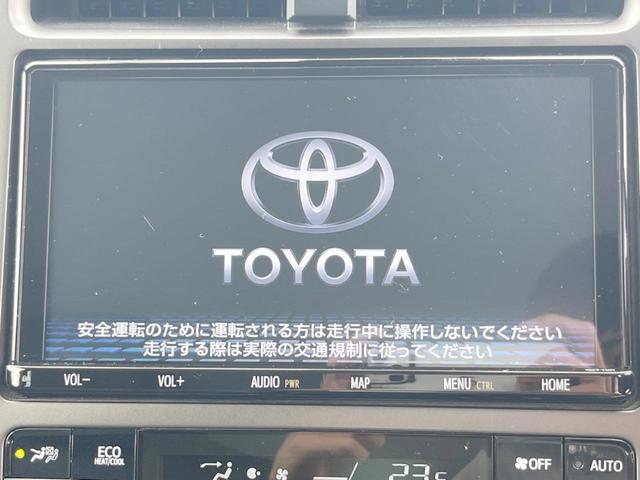 TOYOTA
安全運転のために運転される方は走行中に操作しないでください
走行する際は実際の交通規制に従ってください
VOL− VOL+ AUDIO PWR MAP MENU CTRL HOME
ECO OFF AUTO
HEAT/COOL
23.5